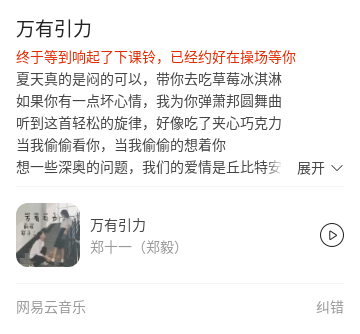 万有引力
终于等到响起了下课铃，已经约好在操场等你
夏天真的是闷的可以，带你去吃草莓冰淇淋
如果你有一点坏心情，我为你弹萧邦圆舞曲
听到这首轻松的旋律，好像吃了夹心巧克力
当我偷偷看你，当我偷偷的想着你
想一些深奥的问题，我们的爱情是丘比特安 展开
万有引力
郑十一（郑毅）
网易云音乐 纠错